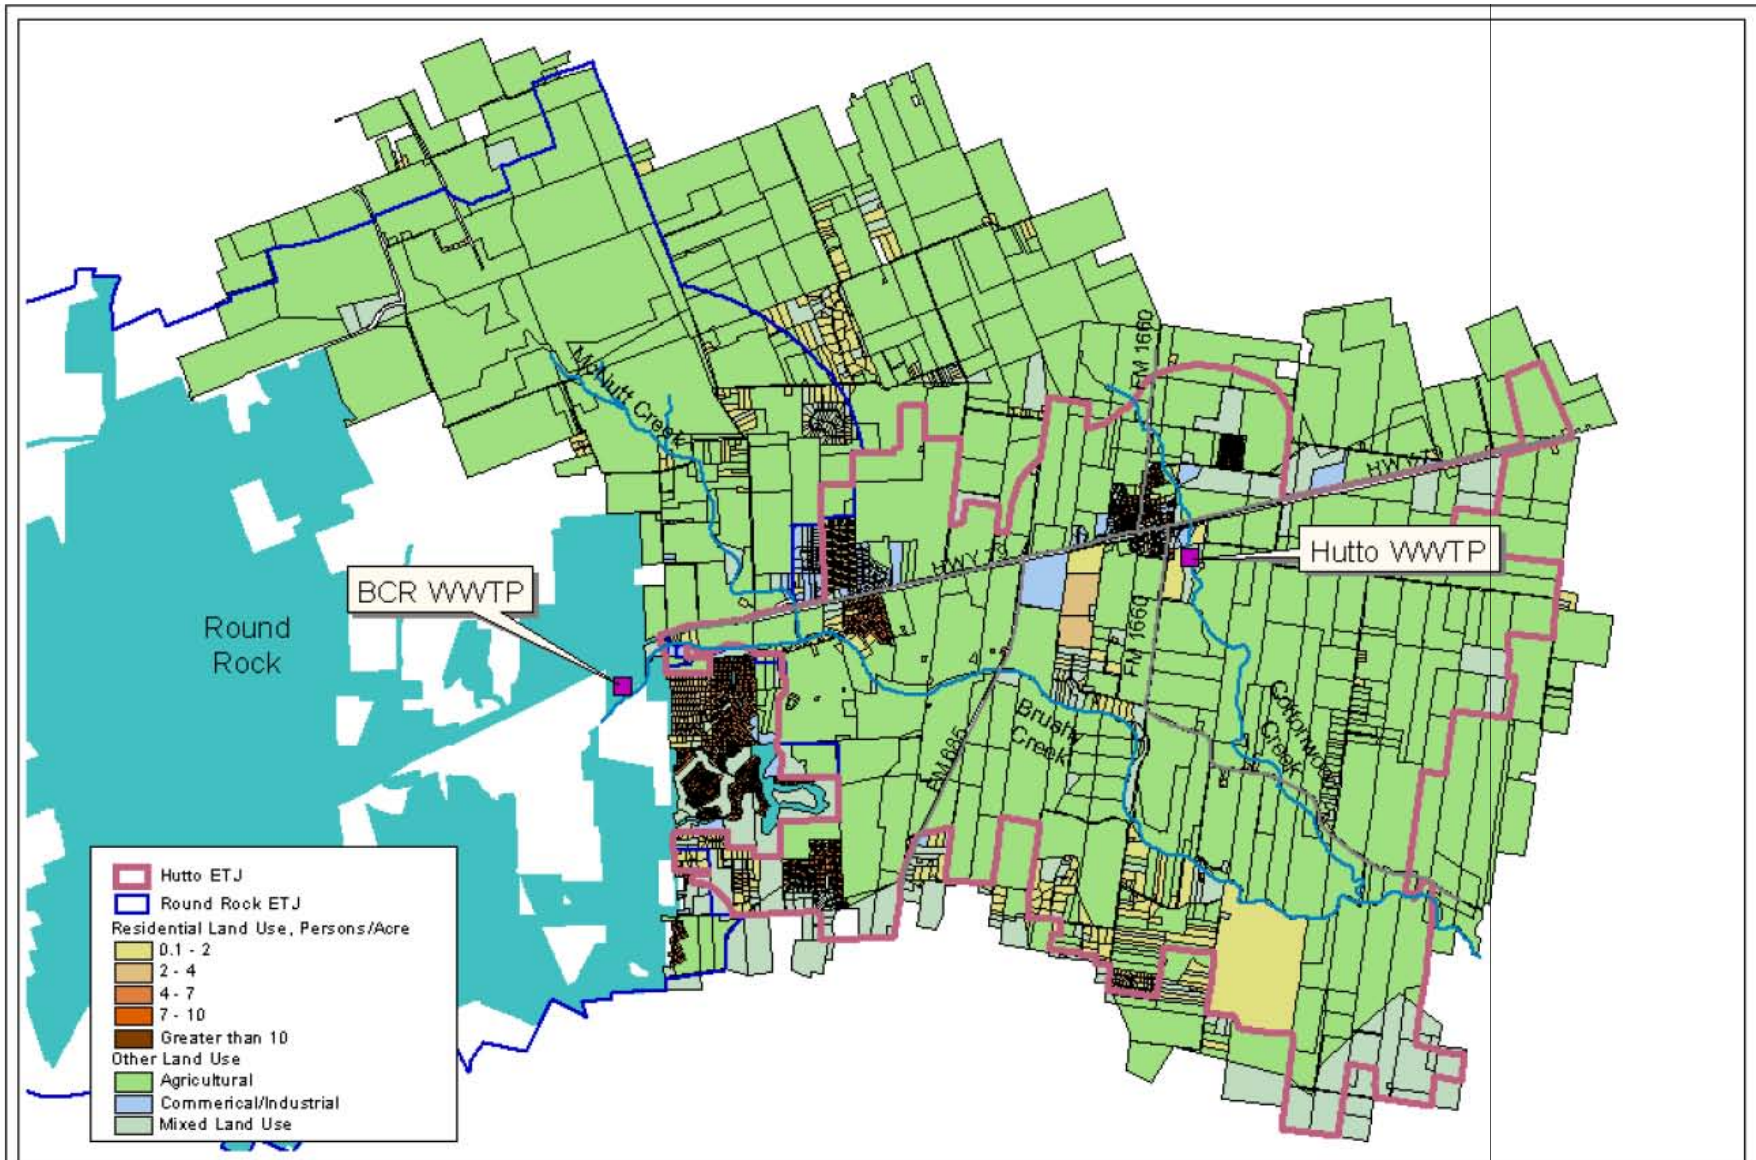 FM 1660
McNutt Creek
HWY 7
Hutto WWTP
HWY 79
BCR WWTP
Round
Rock
FM 1660
Brushy
Creek
Cottonwood
Creek
FM 685
Hutto ETJ
Round Rock ETJ
Residential Land Use, Persons/Acre
0.1 - 2
2 - 4
4 - 7
7 - 10
Greater than 10
Other Land Use
Agricultural
Commerical/Industrial
Mixed Land Use